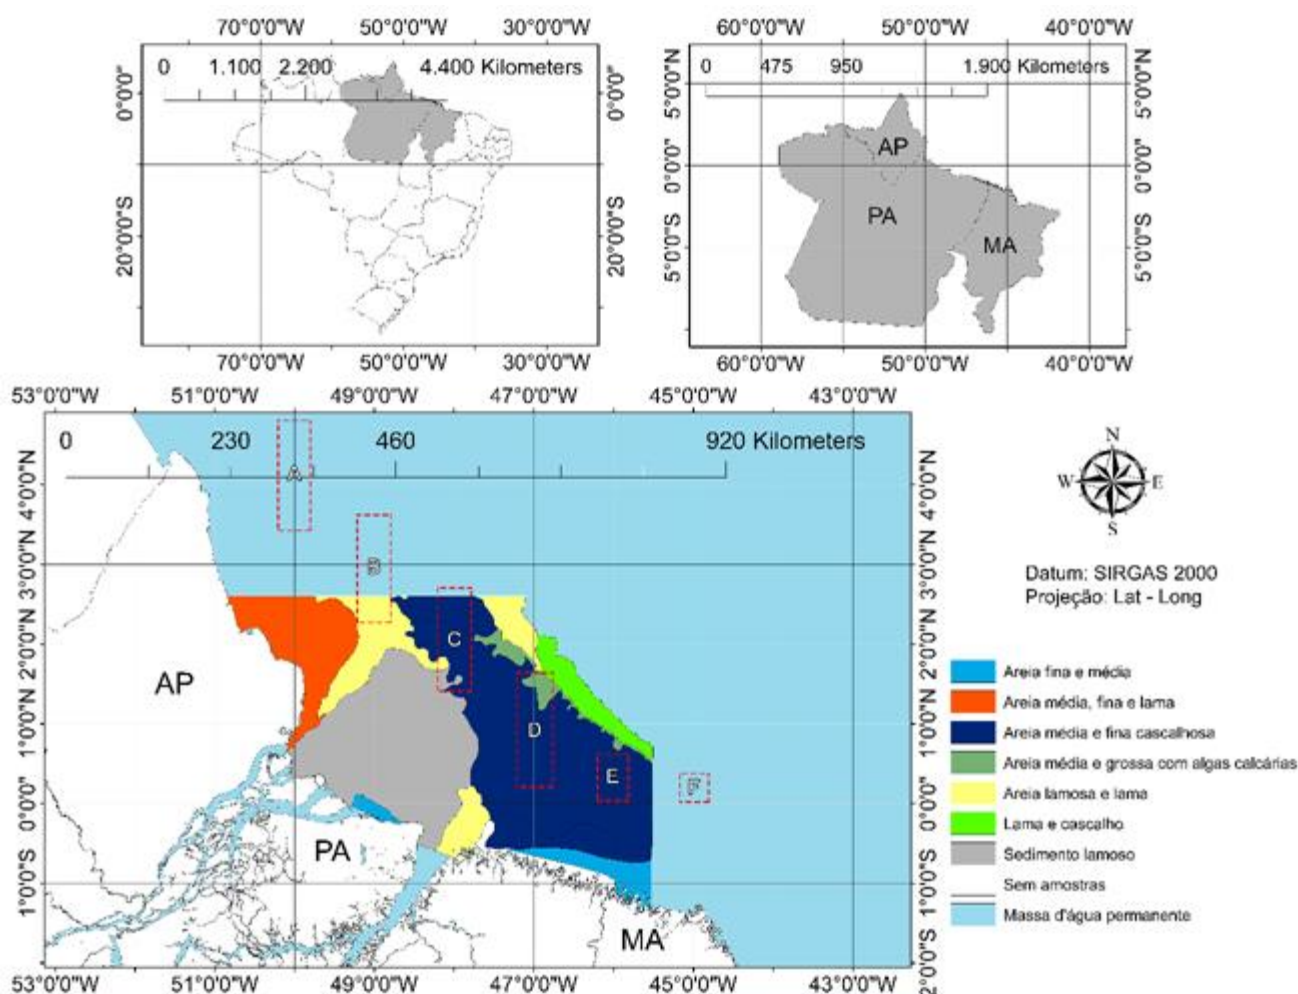 70°0'0"W 50°0'0"W 30°0'0"W
0 1.100 2.200 4.400 Kilometers
0°0'0" 0°0'0"
20°0'0"S 20°0'0"S
70°0'0"W 50°0'0"W 30°0'0"W
60°0'0"W 50°0'0"W 40°0'0"W
0 475 950 1.900 Kilometers
5°0'0"N 5°0'0"N
AP
0°0'0" 0°0'0"
PA
MA
5°0'0"S 5°0'0"S
60°0'0"W 50°0'0"W 40°0'0"W
53°0'0"W 51°0'0"W 49°0'0"W 47°0'0"W 45°0'0"W 43°0'0"W
0 230 460 920 Kilometers
4°0'0"N A 4°0'0"N
3°0'0"N B 3°0'0"N
2°0'0"N C 2°0'0"N
AP
1°0'0"N D 1°0'0"N
E F
0°0'0" 0°0'0"
PA
1°0'0"S 1°0'0"S
MA
2°0'0"S
53°0'0"W 51°0'0"W 49°0'0"W 47°0'0"W 45°0'0"W 43°0'0"W
N
W E
S
Datum: SIRGAS 2000
Projeção: Lat - Long
Areia fina e média
Areia média, fina e lama
Areia média e fina cascalhosa
Areia média e grossa com algas calcárias
Areia lamosa e lama
Lama e cascalho
Sedimento lamoso
Sem amostras
Massa d'água permanente